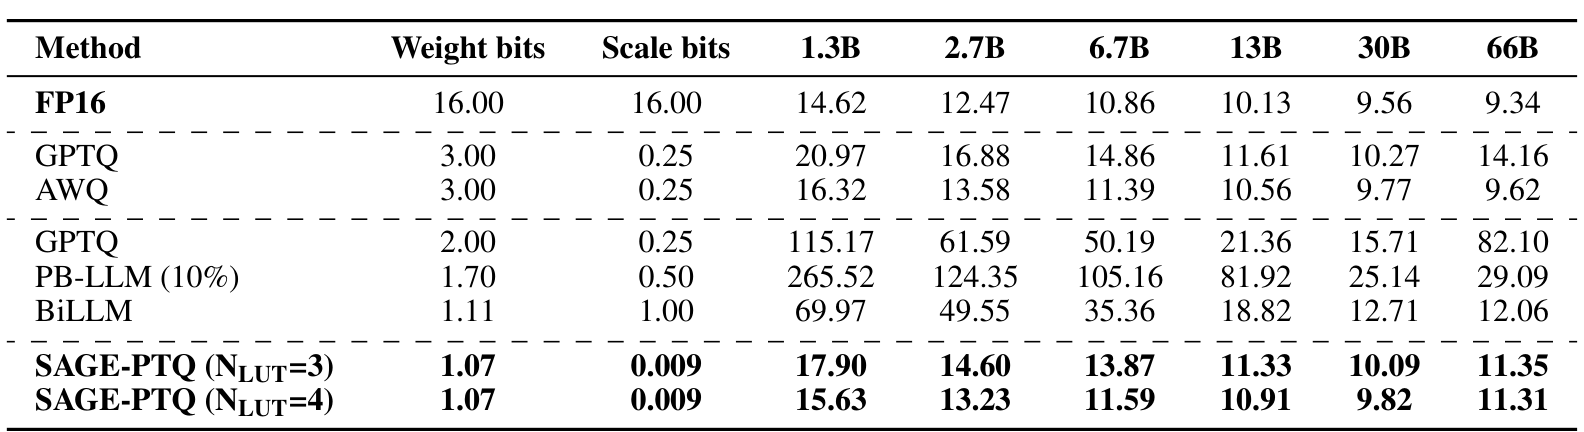 Method Weight bits Scale bits 1.3B 2.7B 6.7B 13B 30B 66B
FP16 16.00 16.00 14.62 12.47 10.86 10.13 9.56 9.34
GPTQ 3.00 0.25 20.97 16.88 14.86 11.61 10.27 14.16
AWQ 3.00 0.25 16.32 13.58 11.39 10.56 9.77 9.62
GPTQ 2.00 0.25 115.17 61.59 50.19 21.36 15.71 82.10
PB-LLM (10%) 1.70 0.50 265.52 124.35 105.16 81.92 25.14 29.09
BiLLM 1.11 1.00 69.97 49.55 35.36 18.82 12.71 12.06
SAGE-PTQ (NLUT=3) 1.07 0.009 17.90 14.60 13.87 11.33 10.09 11.35
SAGE-PTQ (NLUT=4) 1.07 0.009 15.63 13.23 11.59 10.91 9.82 11.31